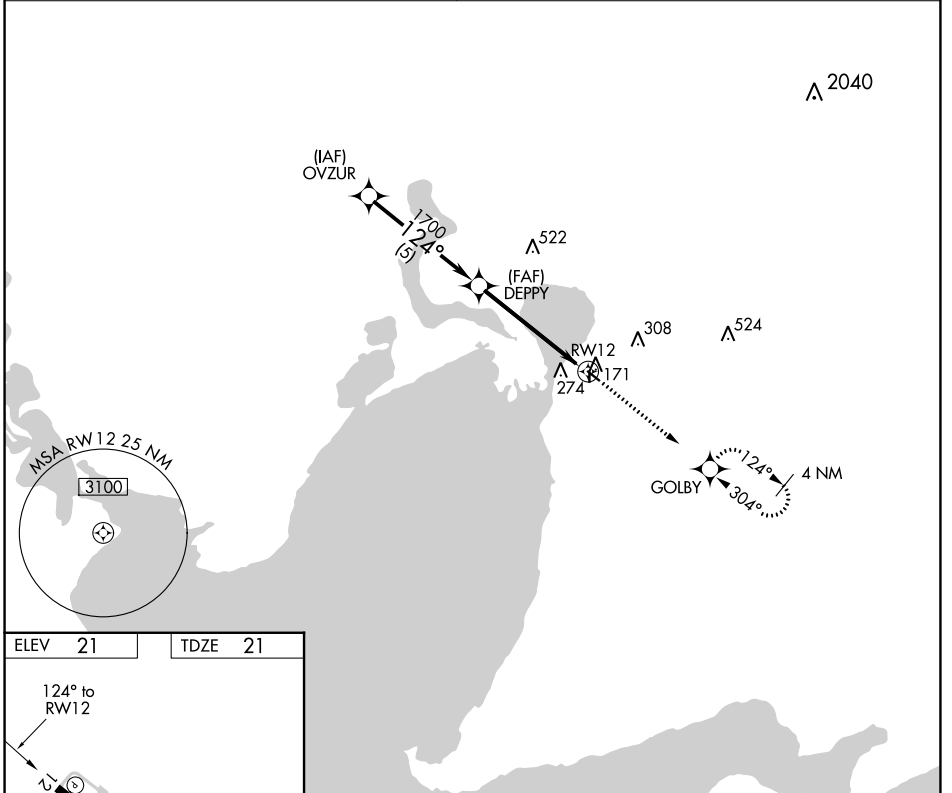 2040
(IAF)
OVZUR
1700
124°
(5)
522
(FAF)
DEPPY
308
524
RW12
171
274
124°
4 NM
GOLBY
304°
MSA RW12 25 NM
3100
ELEV 21
TDZE 21
124° to
RW12
12
P